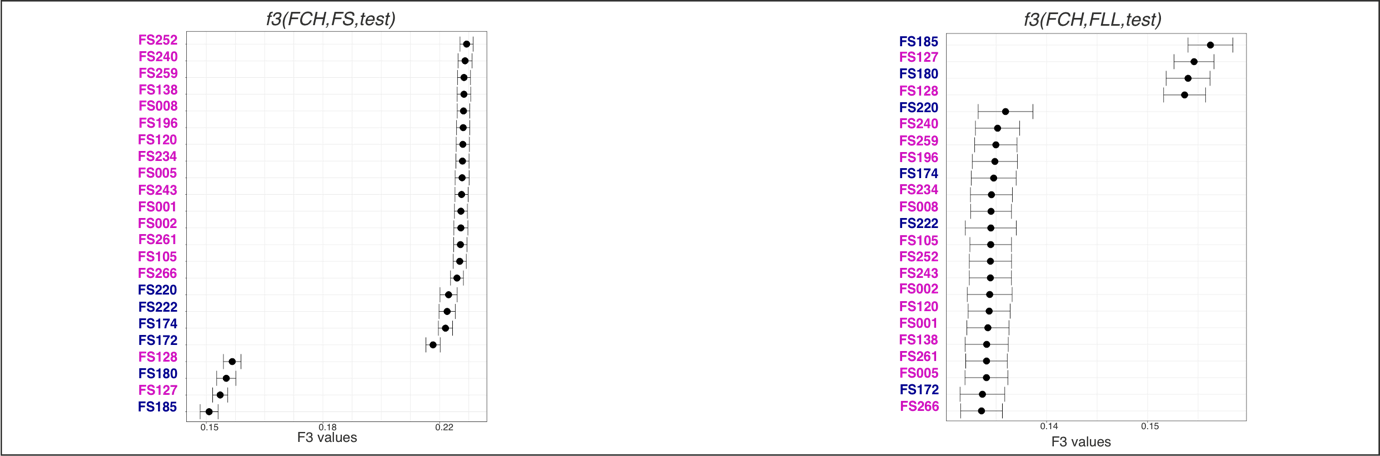 f3(FCH,FS,test)
FS252
FS240
FS259
FS138
FS008
FS196
FS120
FS234
FS005
FS243
FS001
FS002
FS261
FS105
FS266
FS220
FS222
FS174
FS172
FS128
FS180
FS127
FS185
0.15 0.18 0.22
F3 values
f3(FCH,FLL,test)
FS185
FS127
FS180
FS128
FS220
FS240
FS259
FS196
FS174
FS234
FS008
FS222
FS105
FS252
FS243
FS002
FS120
FS001
FS138
FS261
FS005
FS172
FS266
0.14 0.15
F3 values